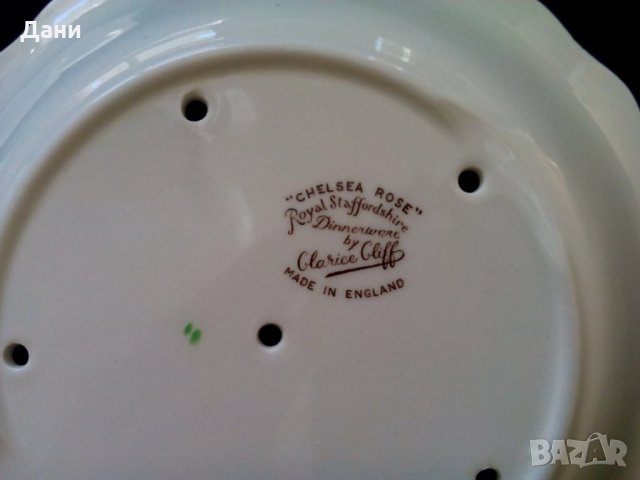 Дани
"CHELSEA ROSE"
Royal Staffordshire
Dinnerware
by
Clarice Cliff
MADE IN ENGLAND
BAZAR